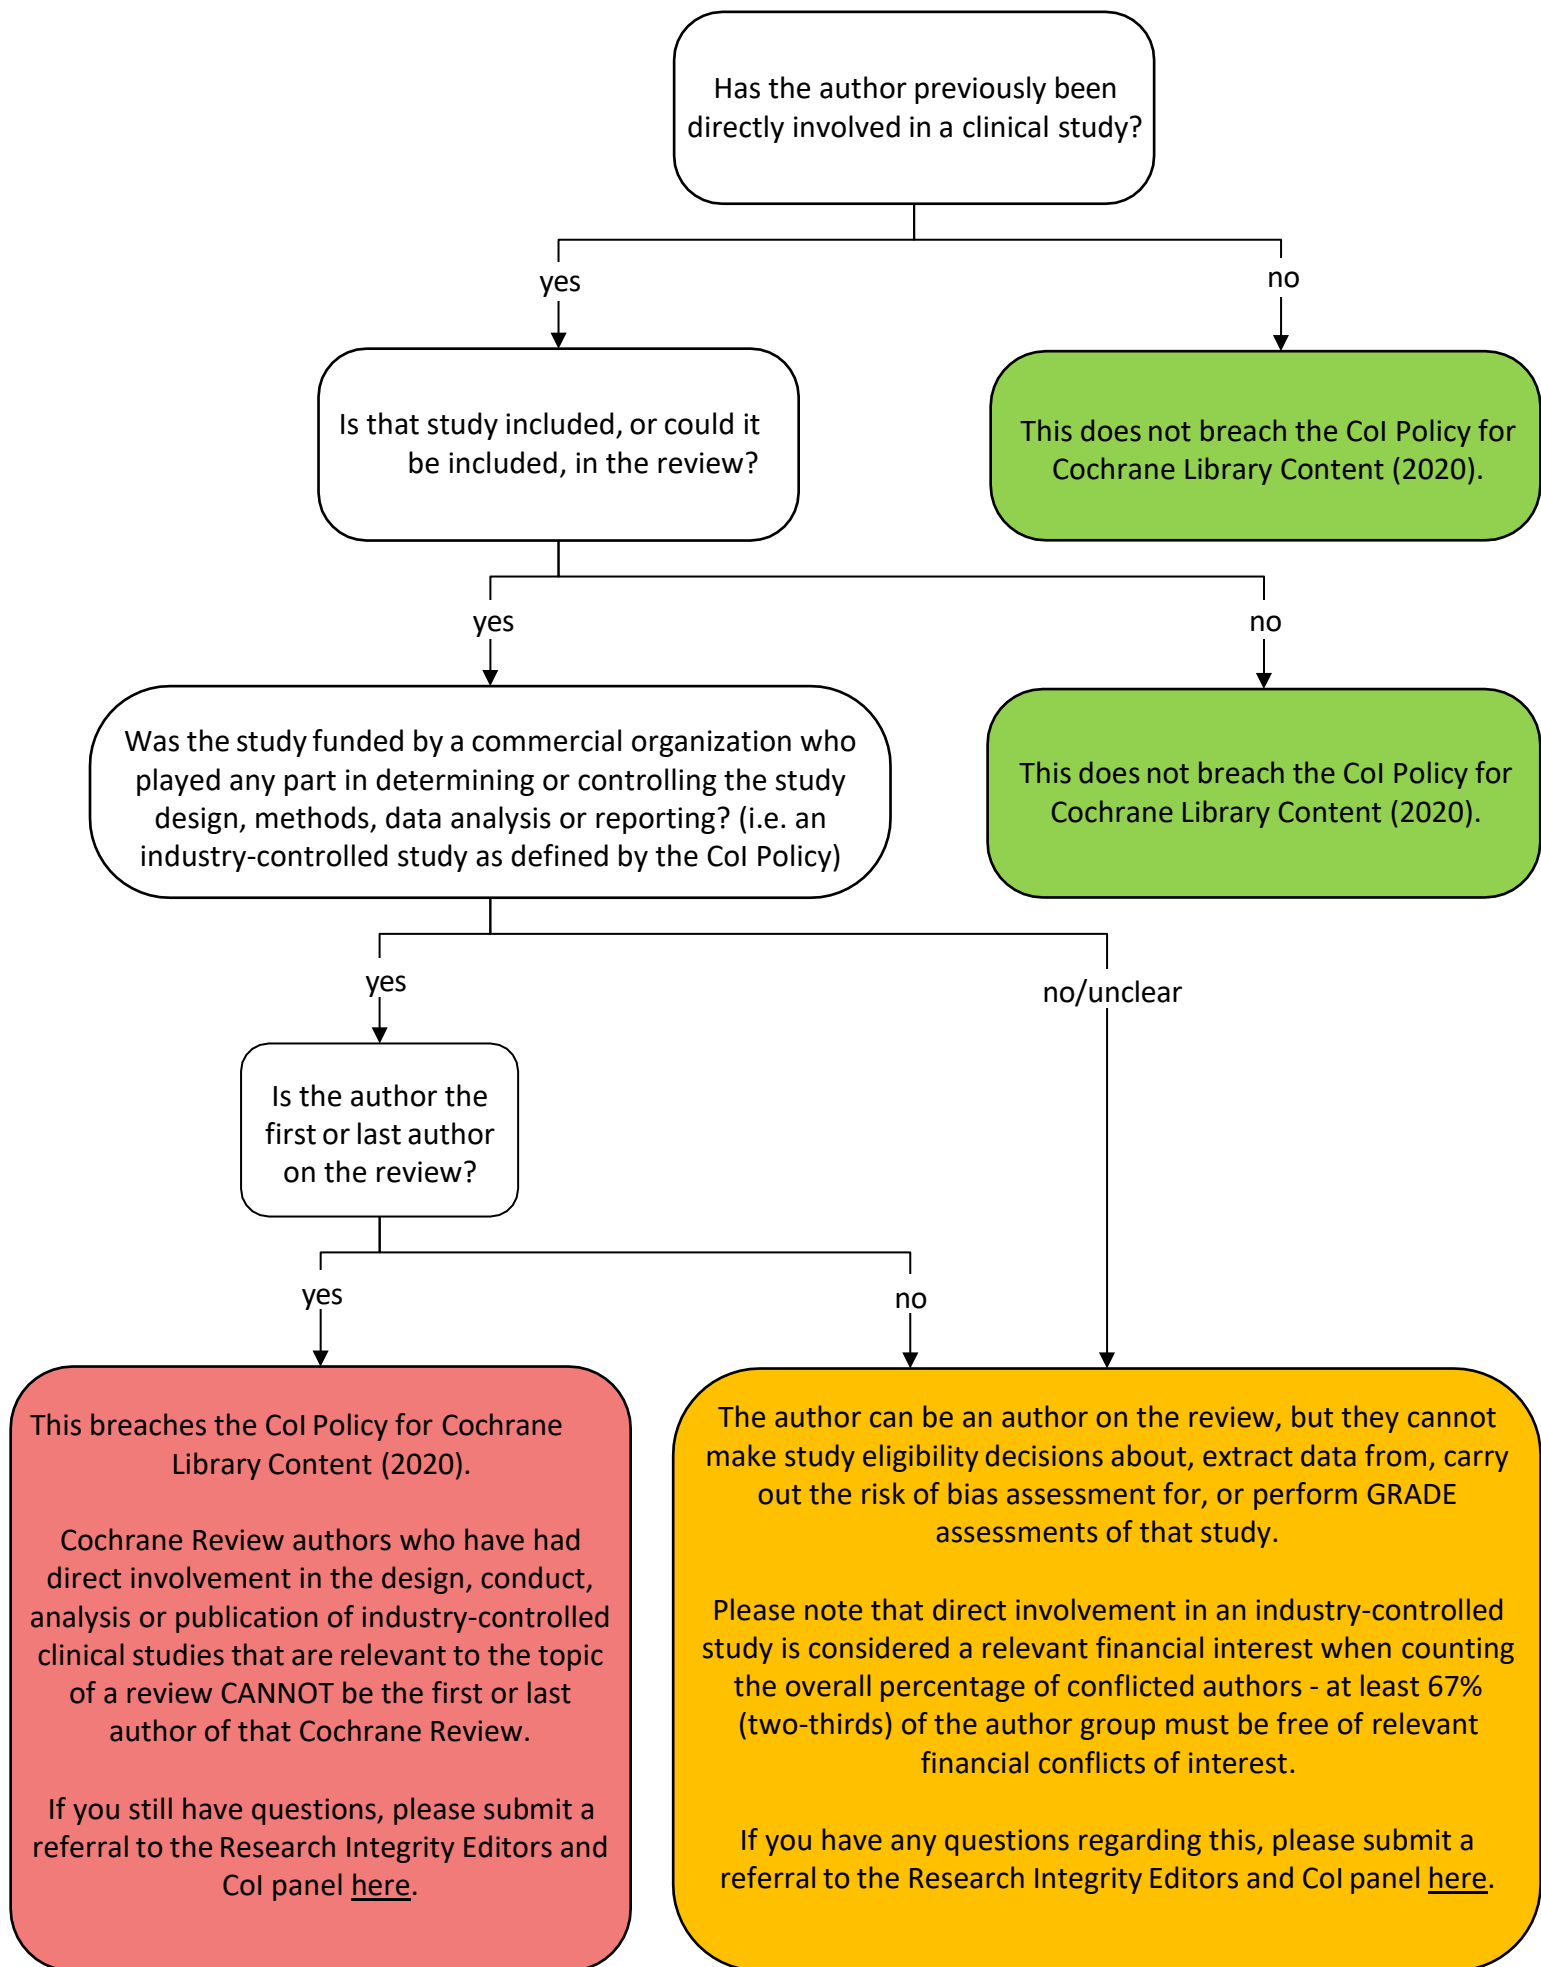 Has the author previously been
directly involved in a clinical study?
yes
no
Is that study included, or could it
be included, in the review?
This does not breach the CoI Policy for
Cochrane Library Content (2020).
yes
no
Was the study funded by a commercial organization who
played any part in determining or controlling the study
design, methods, data analysis or reporting? (i.e. an
industry-controlled study as defined by the CoI Policy)
This does not breach the CoI Policy for
Cochrane Library Content (2020).
yes
no/unclear
Is the author the
first or last author
on the review?
yes
no
This breaches the CoI Policy for Cochrane
Library Content (2020).
Cochrane Review authors who have had
direct involvement in the design, conduct,
analysis or publication of industry-controlled
clinical studies that are relevant to the topic
of a review CANNOT be the first or last
author of that Cochrane Review.
If you still have questions, please submit a
referral to the Research Integrity Editors and
CoI panel here.
The author can be an author on the review, but they cannot
make study eligibility decisions about, extract data from, carry
out the risk of bias assessment for, or perform GRADE
assessments of that study.
Please note that direct involvement in an industry-controlled
study is considered a relevant financial interest when counting
the overall percentage of conflicted authors - at least 67%
(two-thirds) of the author group must be free of relevant
financial conflicts of interest.
If you have any questions regarding this, please submit a
referral to the Research Integrity Editors and CoI panel here.